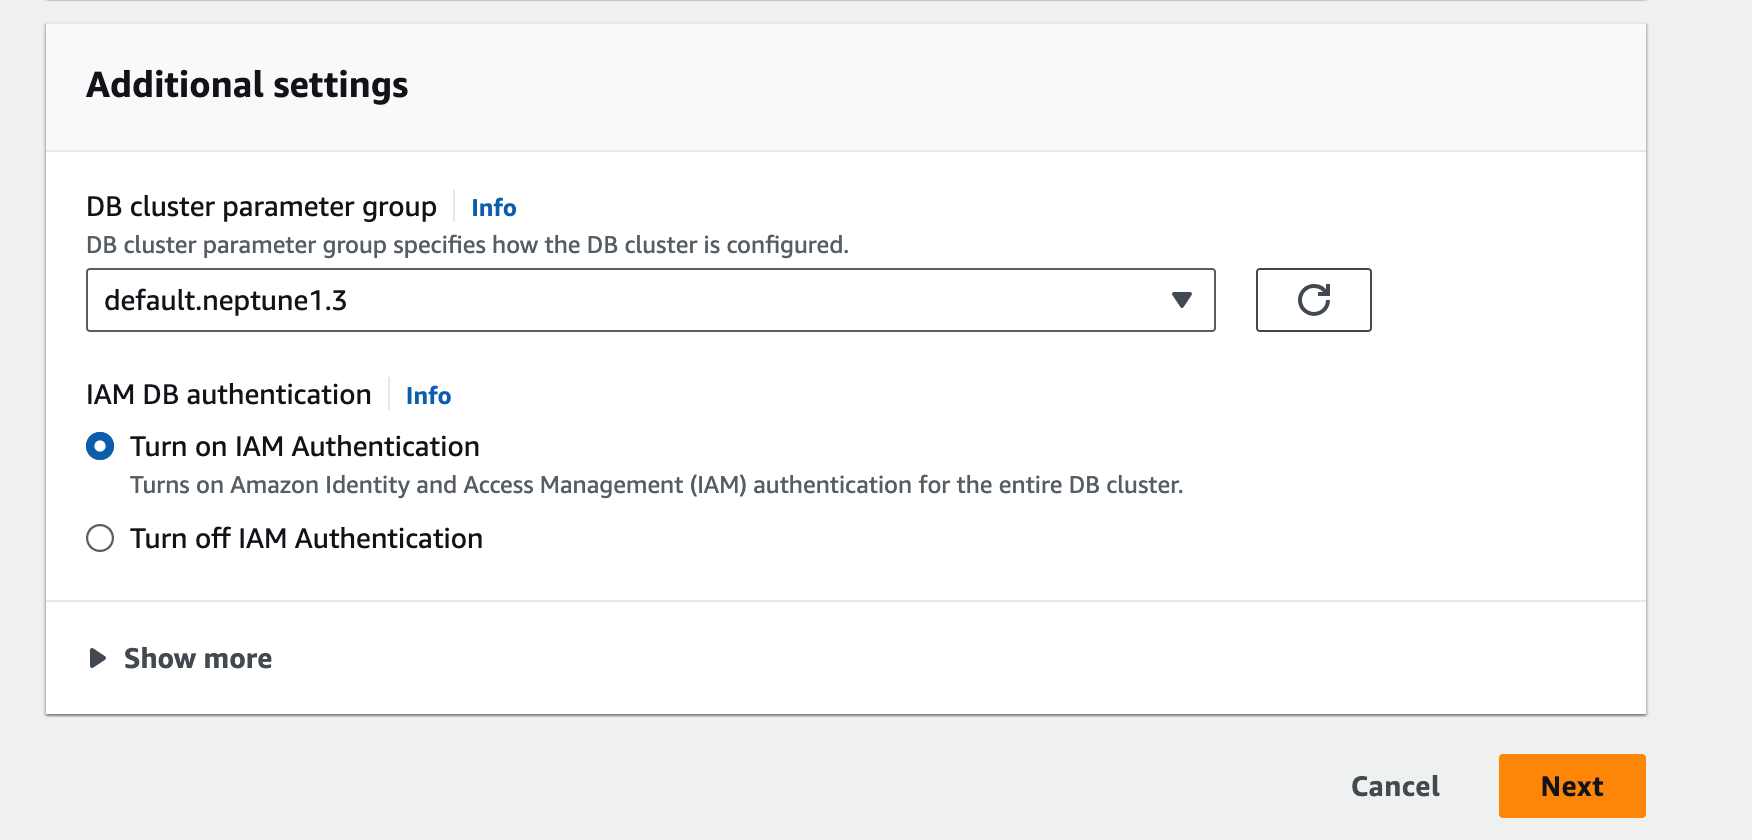 Additional settings
DB cluster parameter group Info
DB cluster parameter group specifies how the DB cluster is configured.
default.neptune1.3
IAM DB authentication Info
Turn on IAM Authentication
Turns on Amazon Identity and Access Management (IAM) authentication for the entire DB cluster.
Turn off IAM Authentication
Show more
Cancel Next